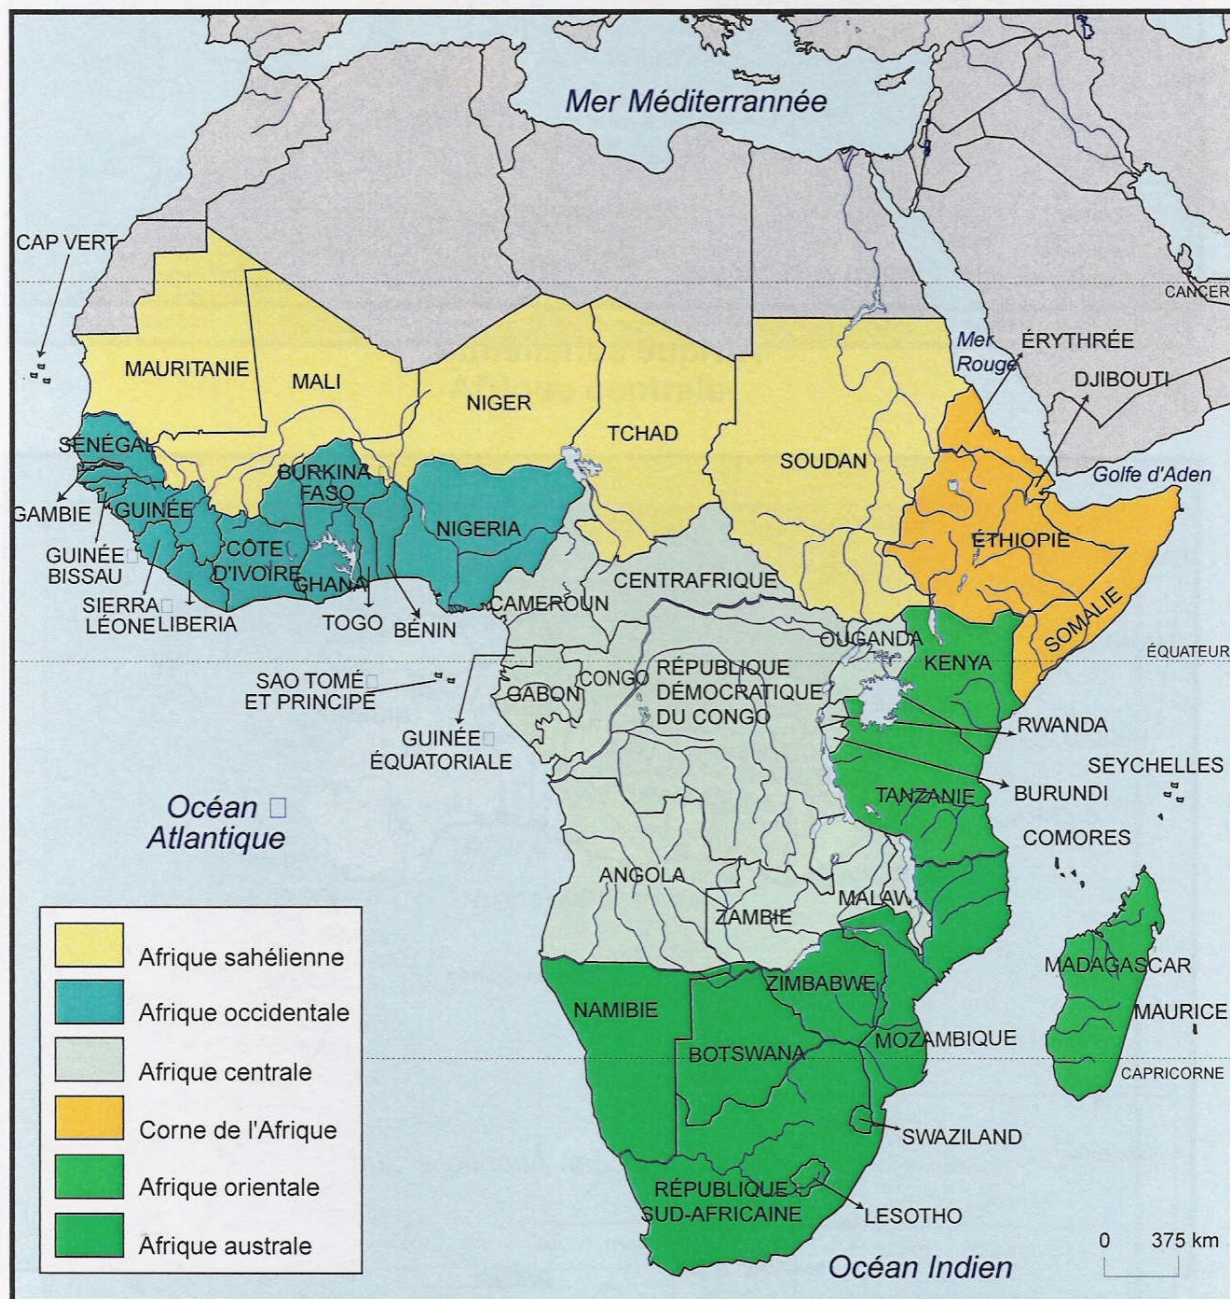 Mer Méditerrannée
CAP VERT
CANCER
MAURITANIE
MALI
NIGER
TCHAD
SOUDAN
Mer
Rouge
ÉRYTHRÉE
DJIBOUTI
Golfe d'Aden
SÉNÉGAL
GAMBIE
GUINÉE
BISSAU
GUINÉE
SIERRA
LÉONE
LIBERIA
CÔTE
D'IVOIRE
BURKINA
FASO
GHANA
TOGO
BÉNIN
NIGERIA
CAMEROUN
CENTRAFRIQUE
ÉTHIOPIE
SOMALIE
OUGANDA
KENYA
ÉQUATEUR
SAO TOMÉ
ET PRINCIPE
GUINÉE
ÉQUATORIALE
GABON
CONGO
RÉPUBLIQUE
DÉMOCRATIQUE
DU CONGO
RWANDA
BURUNDI
TANZANIE
SEYCHELLES
COMORES
Océan
Atlantique
ANGOLA
ZAMBIE
MALAWI
MADAGASCAR
MAURICE
NAMIBIE
ZIMBABWE
BOTSWANA
MOZAMBIQUE
CAPRICORNE
SWAZILAND
RÉPUBLIQUE
SUD-AFRICAINE
LESOTHO
Océan Indien
0 375 km
Afrique sahélienne
Afrique occidentale
Afrique centrale
Corne de l'Afrique
Afrique orientale
Afrique australe